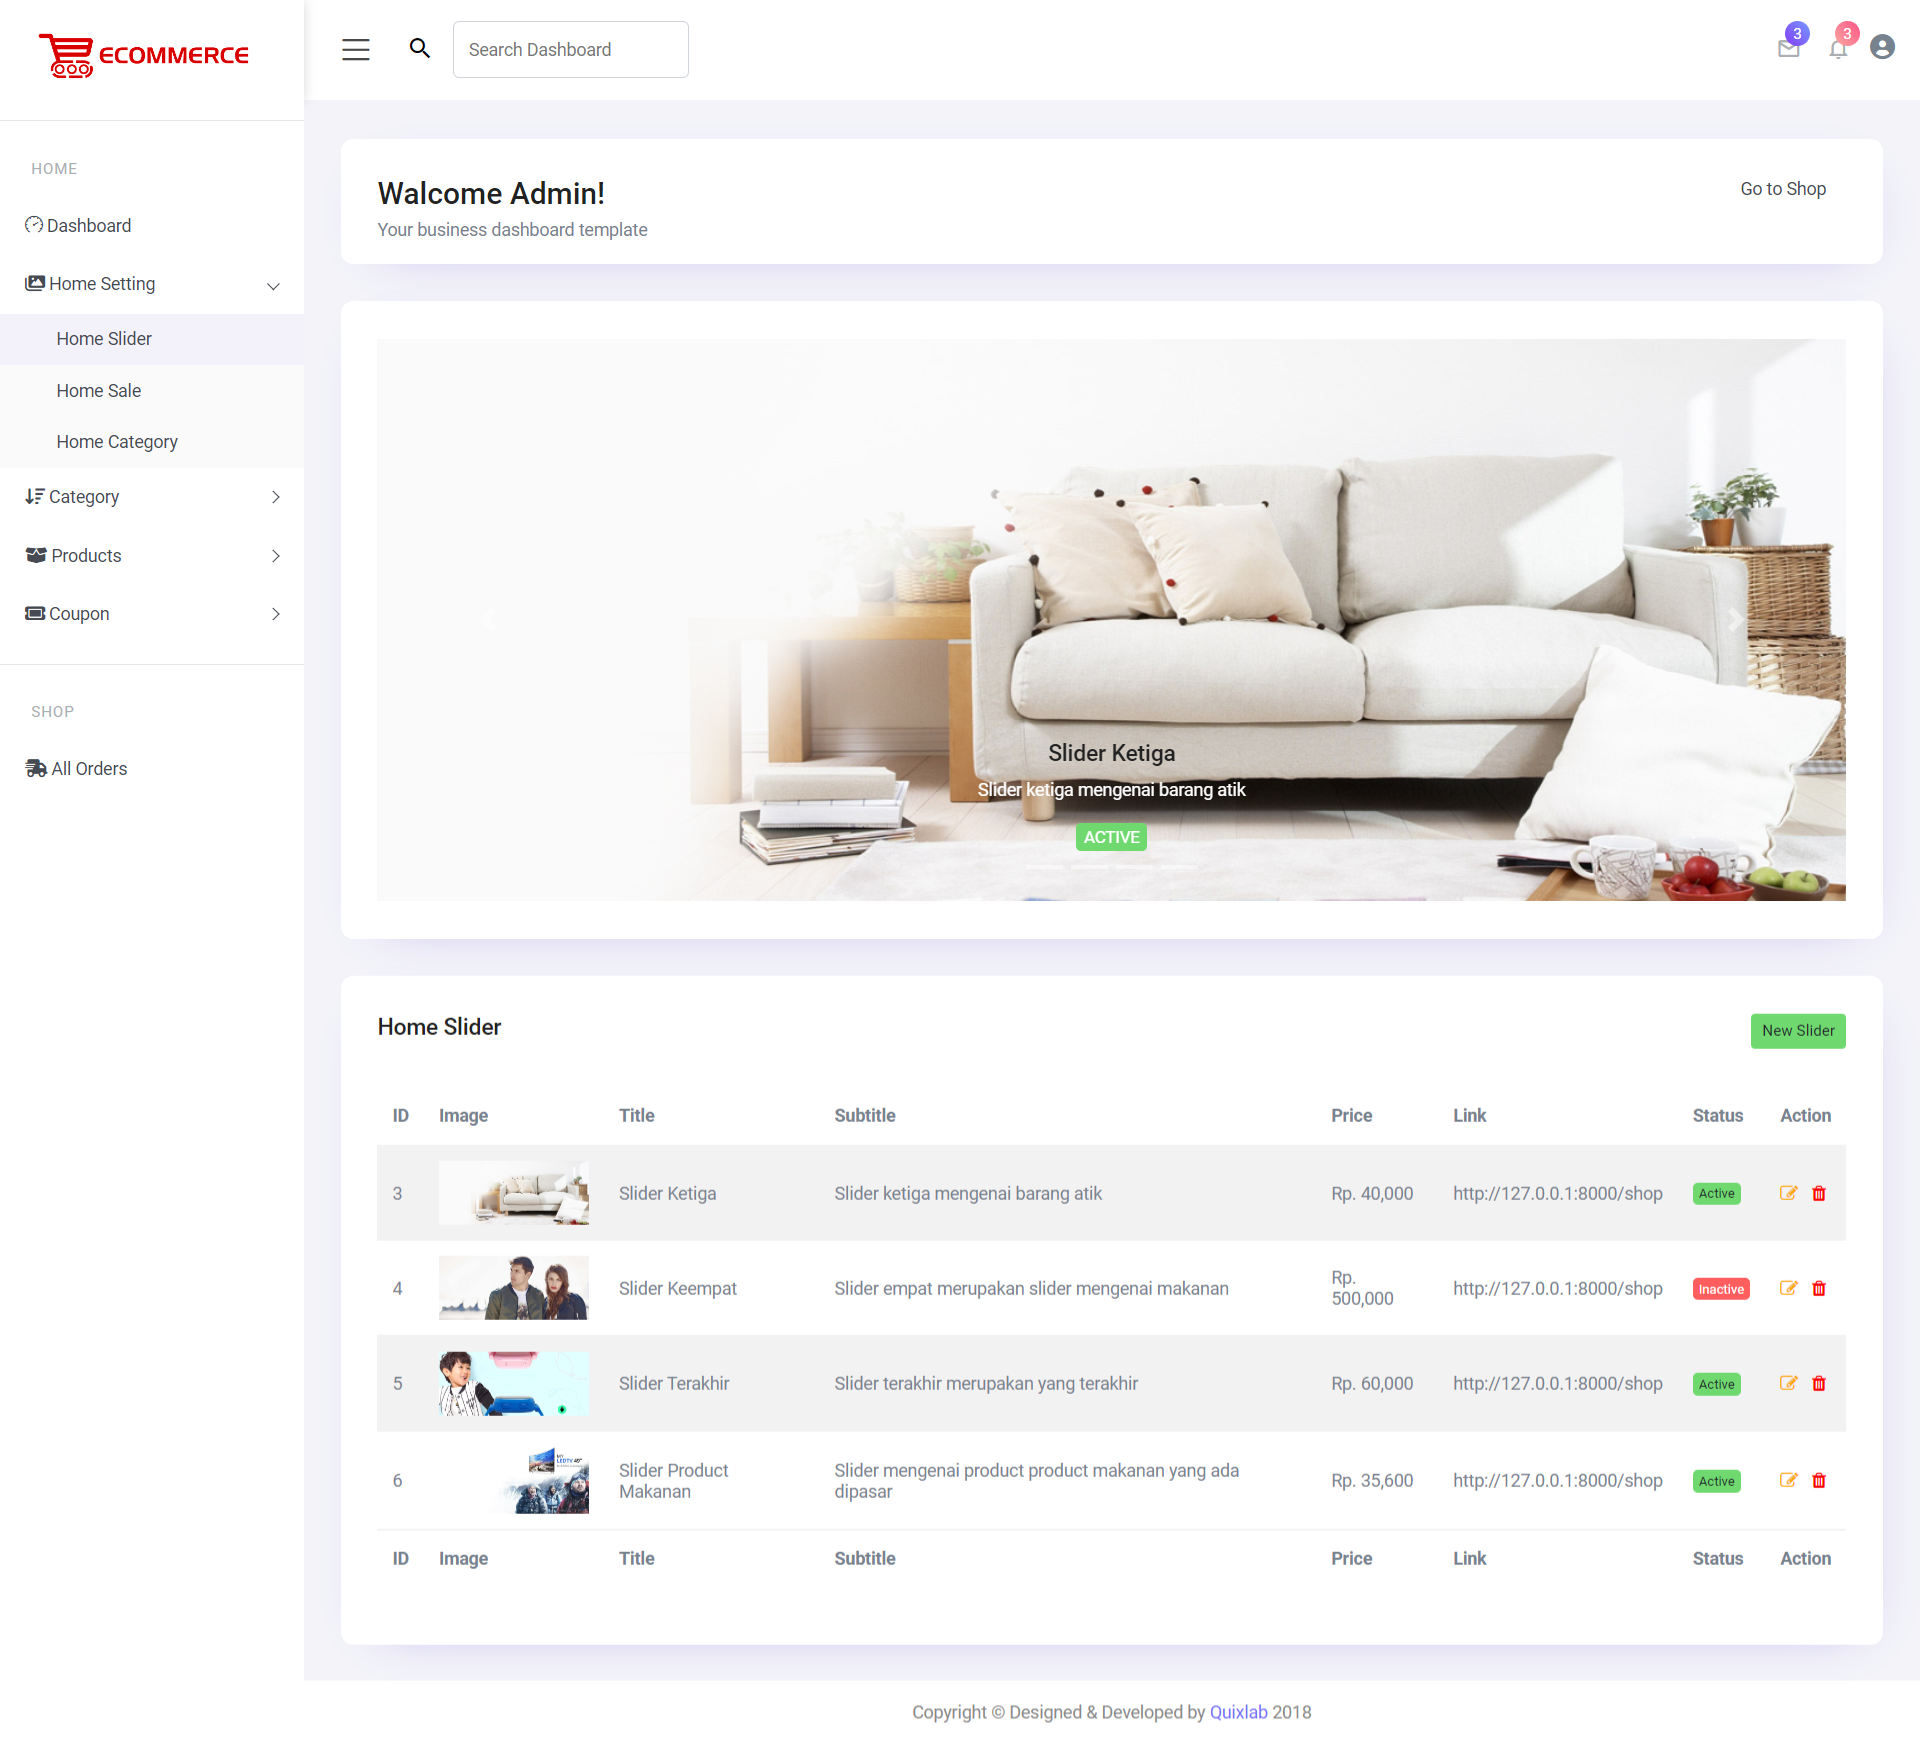 ECOMMERCE
Search Dashboard
3
3
HOME
Dashboard
Home Setting
Home Slider
Home Sale
Home Category
Category
Products
Coupon
SHOP
All Orders
Walcome Admin!
Your business dashboard template
Go to Shop
Slider Ketiga
Slider ketiga mengenai barang atik
ACTIVE
Home Slider
New Slider
ID Image Title Subtitle Price Link Status Action
3 Slider Ketiga Slider ketiga mengenai barang atik Rp. 40,000 http://127.0.0.1:8000/shop Active
4 Slider Keempat Slider empat merupakan slider mengenai makanan Rp. 500,000 http://127.0.0.1:8000/shop Inactive
5 Slider Terakhir Slider terakhir merupakan yang terakhir Rp. 60,000 http://127.0.0.1:8000/shop Active
LEDTV 49"
6 Slider Product Makanan Slider mengenai product product makanan yang ada dipasar Rp. 35,600 http://127.0.0.1:8000/shop Active
ID Image Title Subtitle Price Link Status Action
Copyright © Designed & Developed by Quixlab 2018